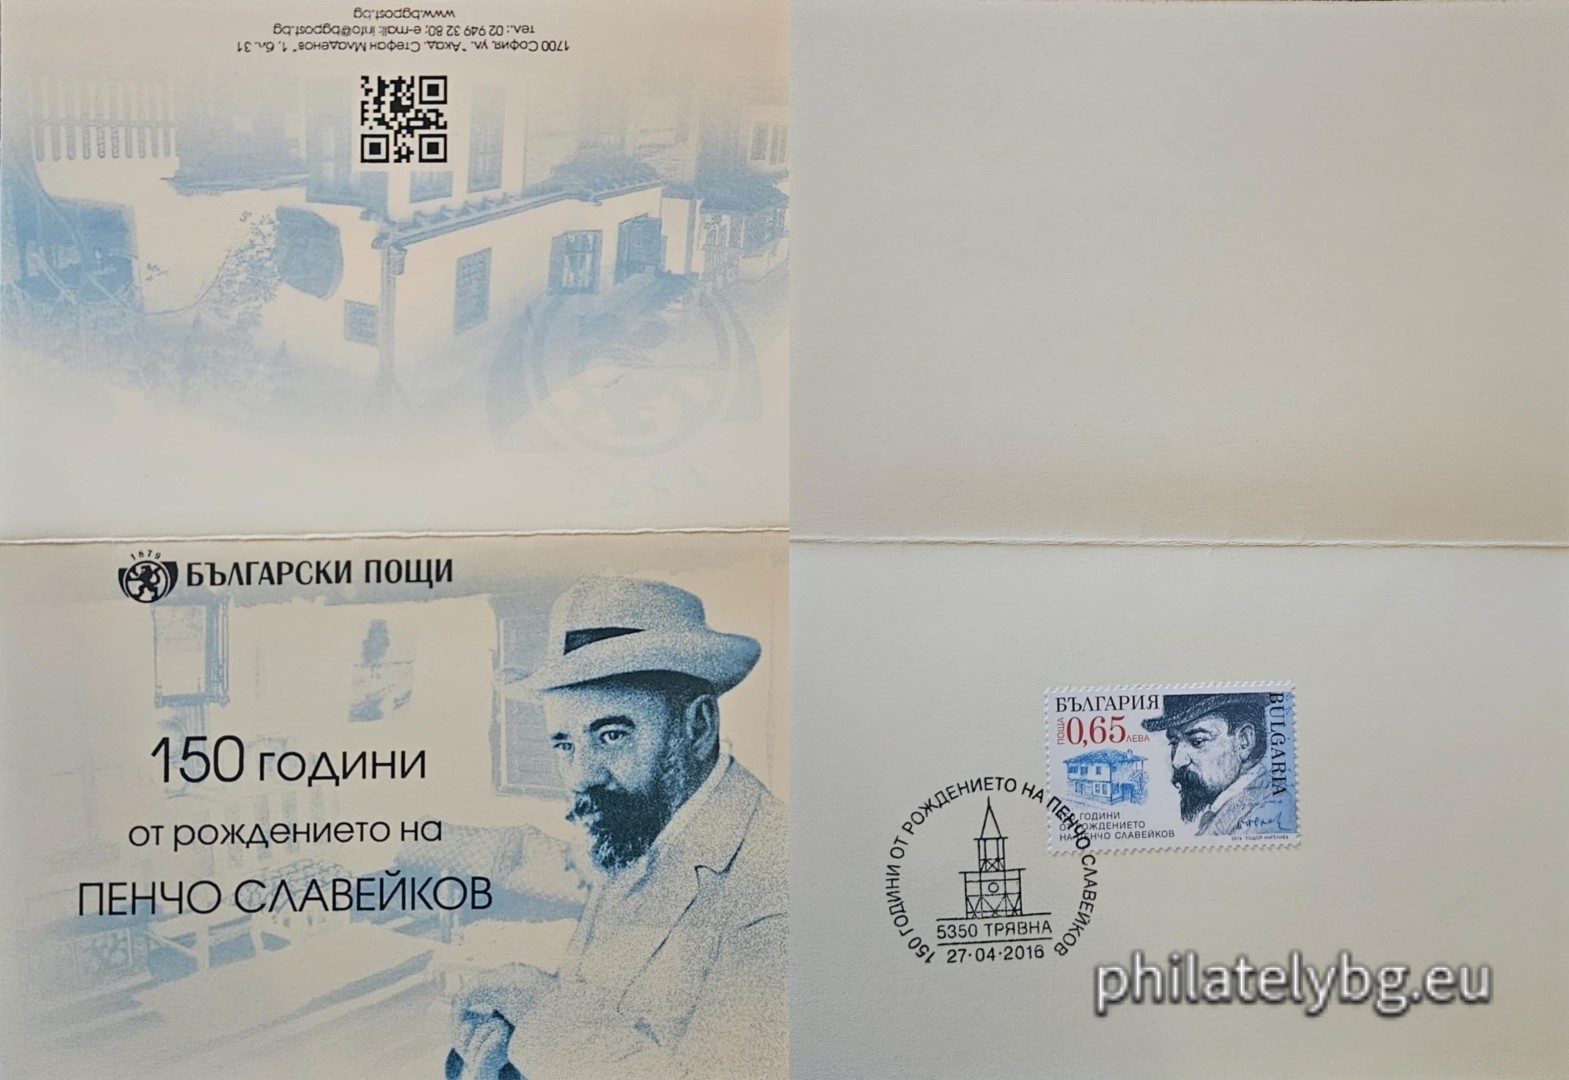 www.bgpost.bg
тел.: 02 949 32 80; e-mail: info@bgpost.bg
1700 София, ул. "Акад. Стефан Младенов" 1, бл. 31
1879
БЪЛГАРСКИ ПОЩИ
150 години
от рождението на
ПЕНЧО СЛАВЕЙКОВ
БЪЛГАРИЯ
BULGARIA
ПОЩА
0,65 ЛЕВА
ГОДИНИ
ОТ РОЖДЕНИЕТО
НА ПЕНЧО СЛАВЕЙКОВ
2016 ТОДОР АНГЕЛИЕВ
150 ГОДИНИ ОТ РОЖДЕНИЕТО НА ПЕНЧО СЛАВЕЙКОВ
5350 ТРЯВНА
27·04·2016
philatelybg.eu